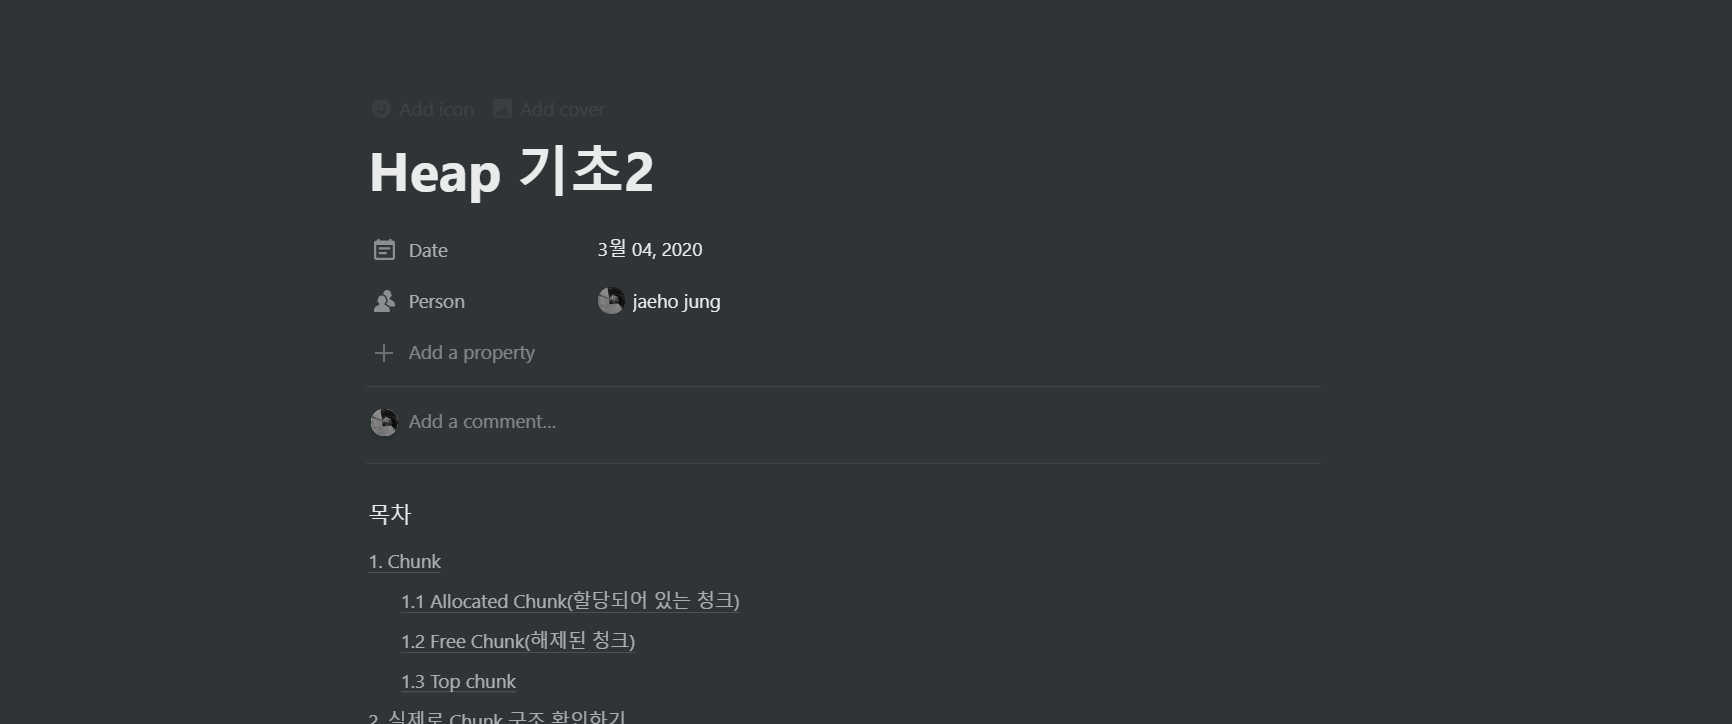 Add icon Add cover
Heap 기초2
Date 3월 04, 2020
Person jaeho jung
Add a property
Add a comment...
목차
1. Chunk
1.1 Allocated Chunk(할당되어 있는 청크)
1.2 Free Chunk(해제된 청크)
1.3 Top chunk
2. 실제로 Chunk 구조 확인하기